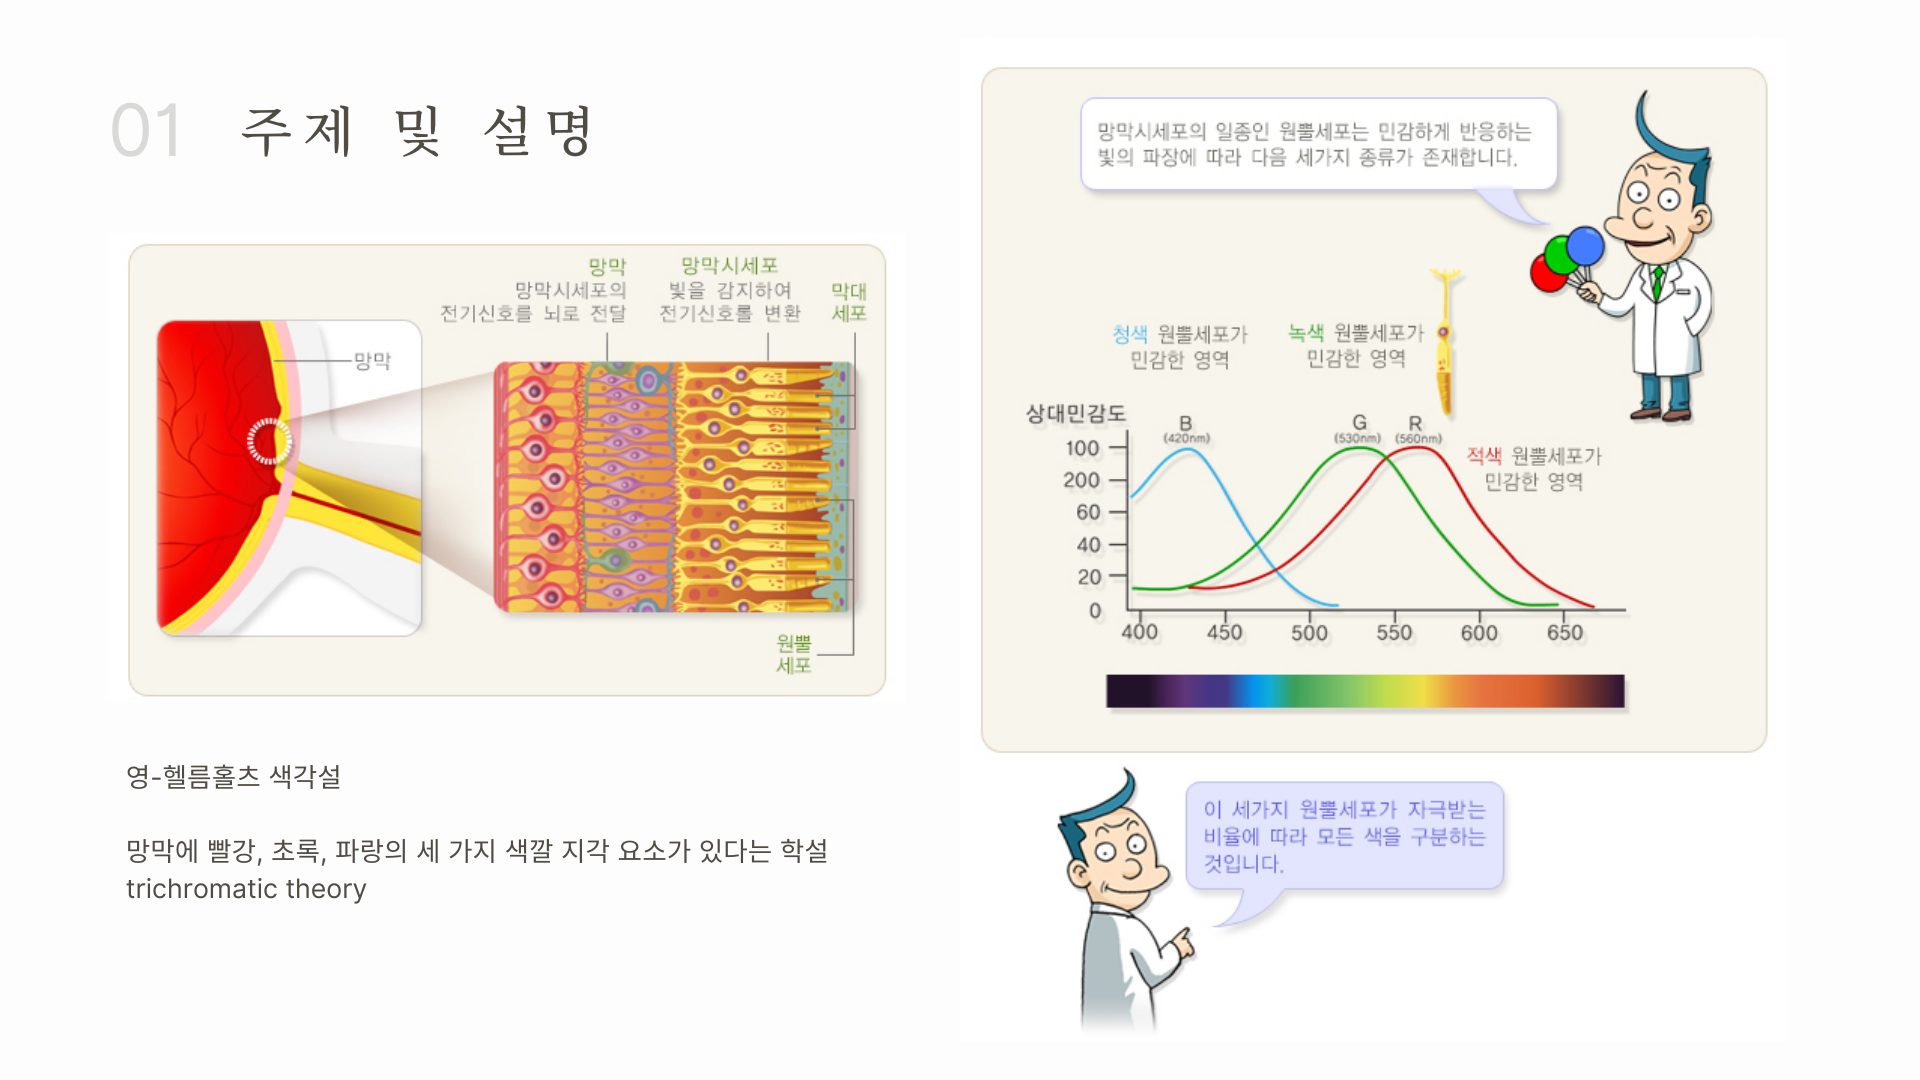 01 주제 및 설명
망막
망막시세포의
전기신호를 뇌로 전달
망막시세포
빛을 감지하여
전기신호를 변환
막대
세포
망막
원뿔
세포
영-헬름홀츠 색각설
망막에 빨강, 초록, 파랑의 세 가지 색깔 지각 요소가 있다는 학설
trichromatic theory
망막시세포의 일종인 원뿔세포는 민감하게 반응하는
빛의 파장에 따라 다음 세가지 종류가 존재합니다.
청색 원뿔세포가
민감한 영역
녹색 원뿔세포가
민감한 영역
상대민감도
B
(420nm)
G
(530nm)
R
(560nm)
적색 원뿔세포가
민감한 영역
100
200
60
40
20
0
400 450 500 550 600 650
이 세가지 원뿔세포가 자극받는
비율에 따라 모든 색을 구분하는
것입니다.